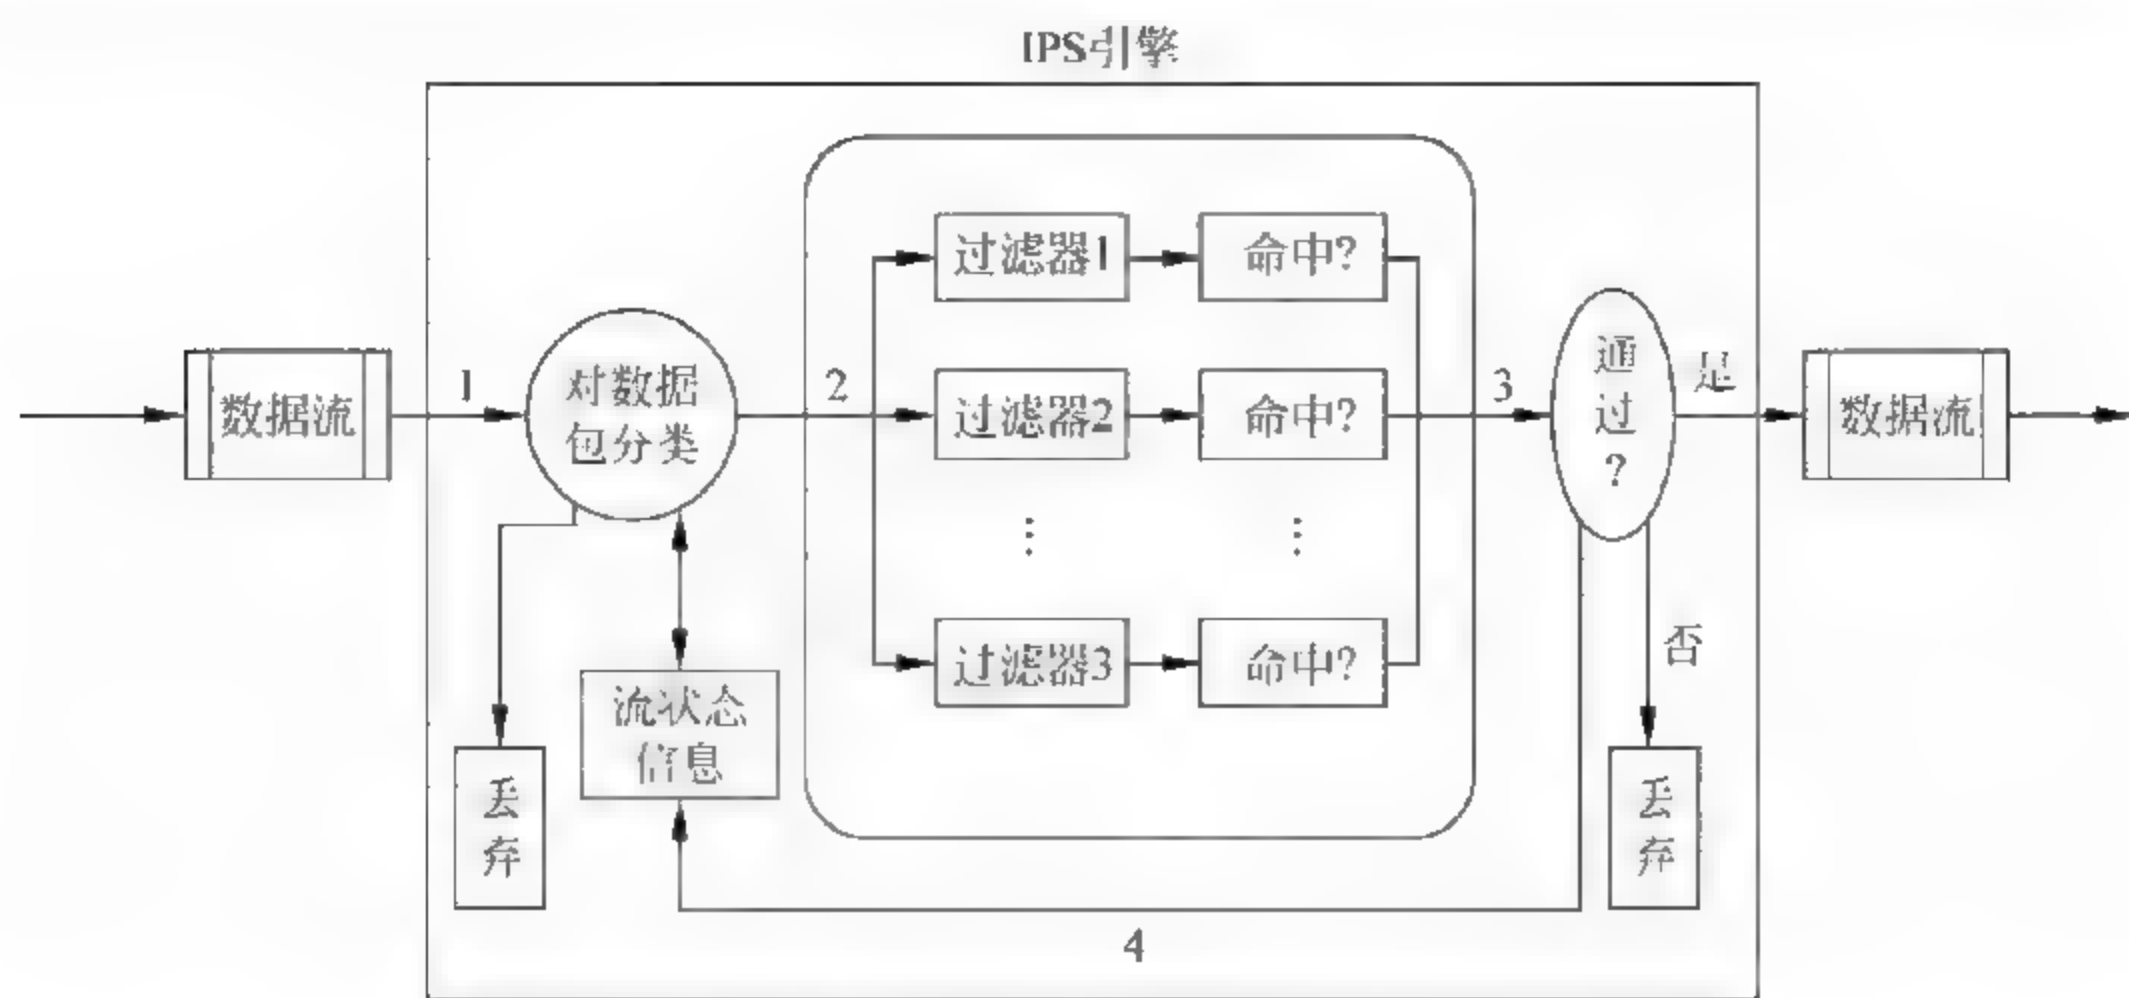 IPS引擎
过滤器1
命中?
数据流
1
对数据
包分类
2
过滤器2
命中?
3
通
过
?
是
数据流
⋮
⋮
过滤器3
命中?
否
流状态
信息
丢
弃
丢
弃
4